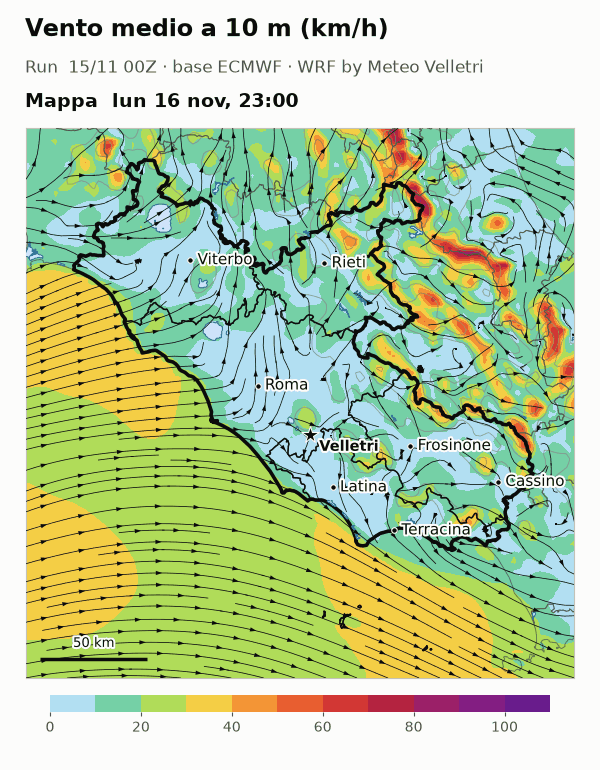 Vento medio a 10 m (km/h)
Run  15/11 00Z · base ECMWF · WRF by Meteo Velletri
Mappa  lun 16 nov, 23:00
Viterbo
Rieti
Roma
Velletri
Frosinone
Cassino
Latina
Terracina
50 km
0 20 40 60 80 100